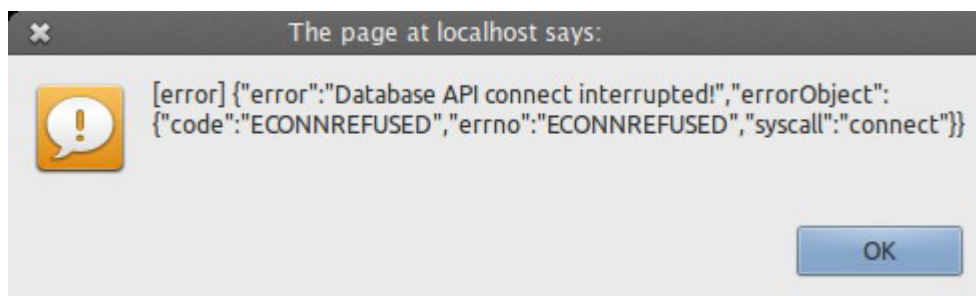 The page at localhost says:
[error] {"error":"Database API connect interrupted!","errorObject":
{"code":"ECONNREFUSED","errno":"ECONNREFUSED","syscall":"connect"}}
OK